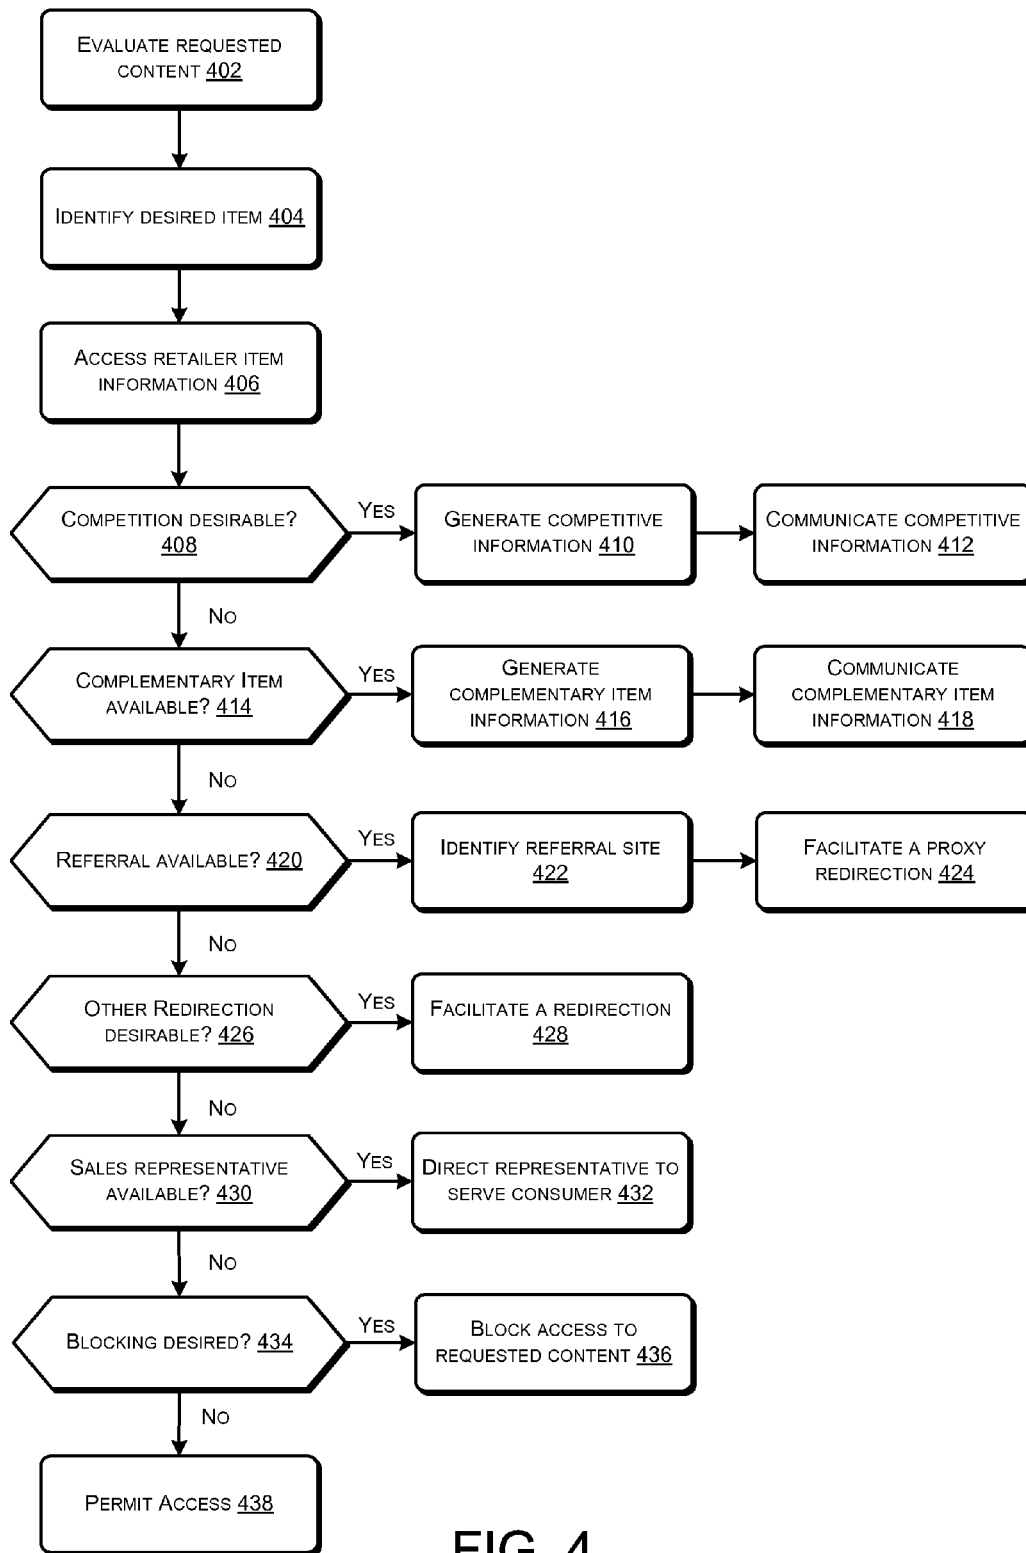 EVALUATE REQUESTED
CONTENT 402
IDENTIFY DESIRED ITEM 404
ACCESS RETAILER ITEM
INFORMATION 406
COMPETITION DESIRABLE?
408
YES
GENERATE COMPETITIVE
INFORMATION 410
COMMUNICATE COMPETITIVE
INFORMATION 412
NO
COMPLEMENTARY ITEM
AVAILABLE? 414
YES
GENERATE
COMPLEMENTARY ITEM
INFORMATION 416
COMMUNICATE
COMPLEMENTARY ITEM
INFORMATION 418
NO
REFERRAL AVAILABLE? 420
YES
IDENTIFY REFERRAL SITE
422
FACILITATE A PROXY
REDIRECTION 424
NO
OTHER REDIRECTION
DESIRABLE? 426
YES
FACILITATE A REDIRECTION
428
NO
SALES REPRESENTATIVE
AVAILABLE? 430
YES
DIRECT REPRESENTATIVE TO
SERVE CONSUMER 432
NO
BLOCKING DESIRED? 434
YES
BLOCK ACCESS TO
REQUESTED CONTENT 436
NO
PERMIT ACCESS 438
FIG. 4